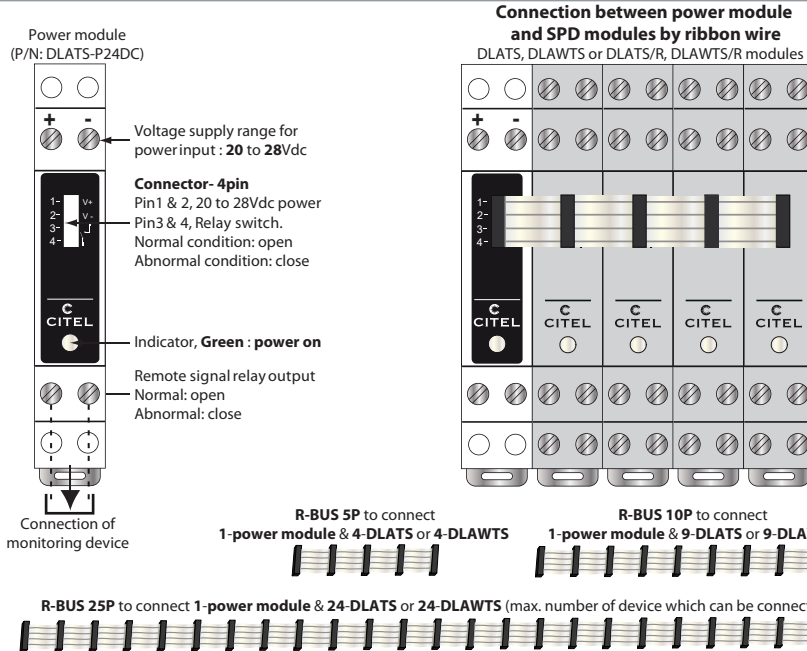 Power module
(P/N: DLATS-P24DC)
+ -
Voltage supply range for
power input : 20 to 28Vdc
Connector- 4pin
Pin1 & 2, 20 to 28Vdc power
Pin3 & 4, Relay switch.
Normal condition: open
Abnormal condition: close
1- V+
2- V -
3-
4-
C
CITEL
Indicator, Green : power on
Remote signal relay output
Normal: open
Abnormal: close
Connection of
monitoring device
Connection between power module
and SPD modules by ribbon wire
DLATS, DLAWTS or DLATS/R, DLAWTS/R modules
+ -
1-
2-
3-
4-
C C C C C
CITEL CITEL CITEL CITEL CITEL
R-BUS 5P to connect
1-power module & 4-DLATS or 4-DLAWTS
R-BUS 10P to connect
1-power module & 9-DLATS or 9-DLA
R-BUS 25P to connect 1-power module & 24-DLATS or 24-DLAWTS (max. number of device which can be connect